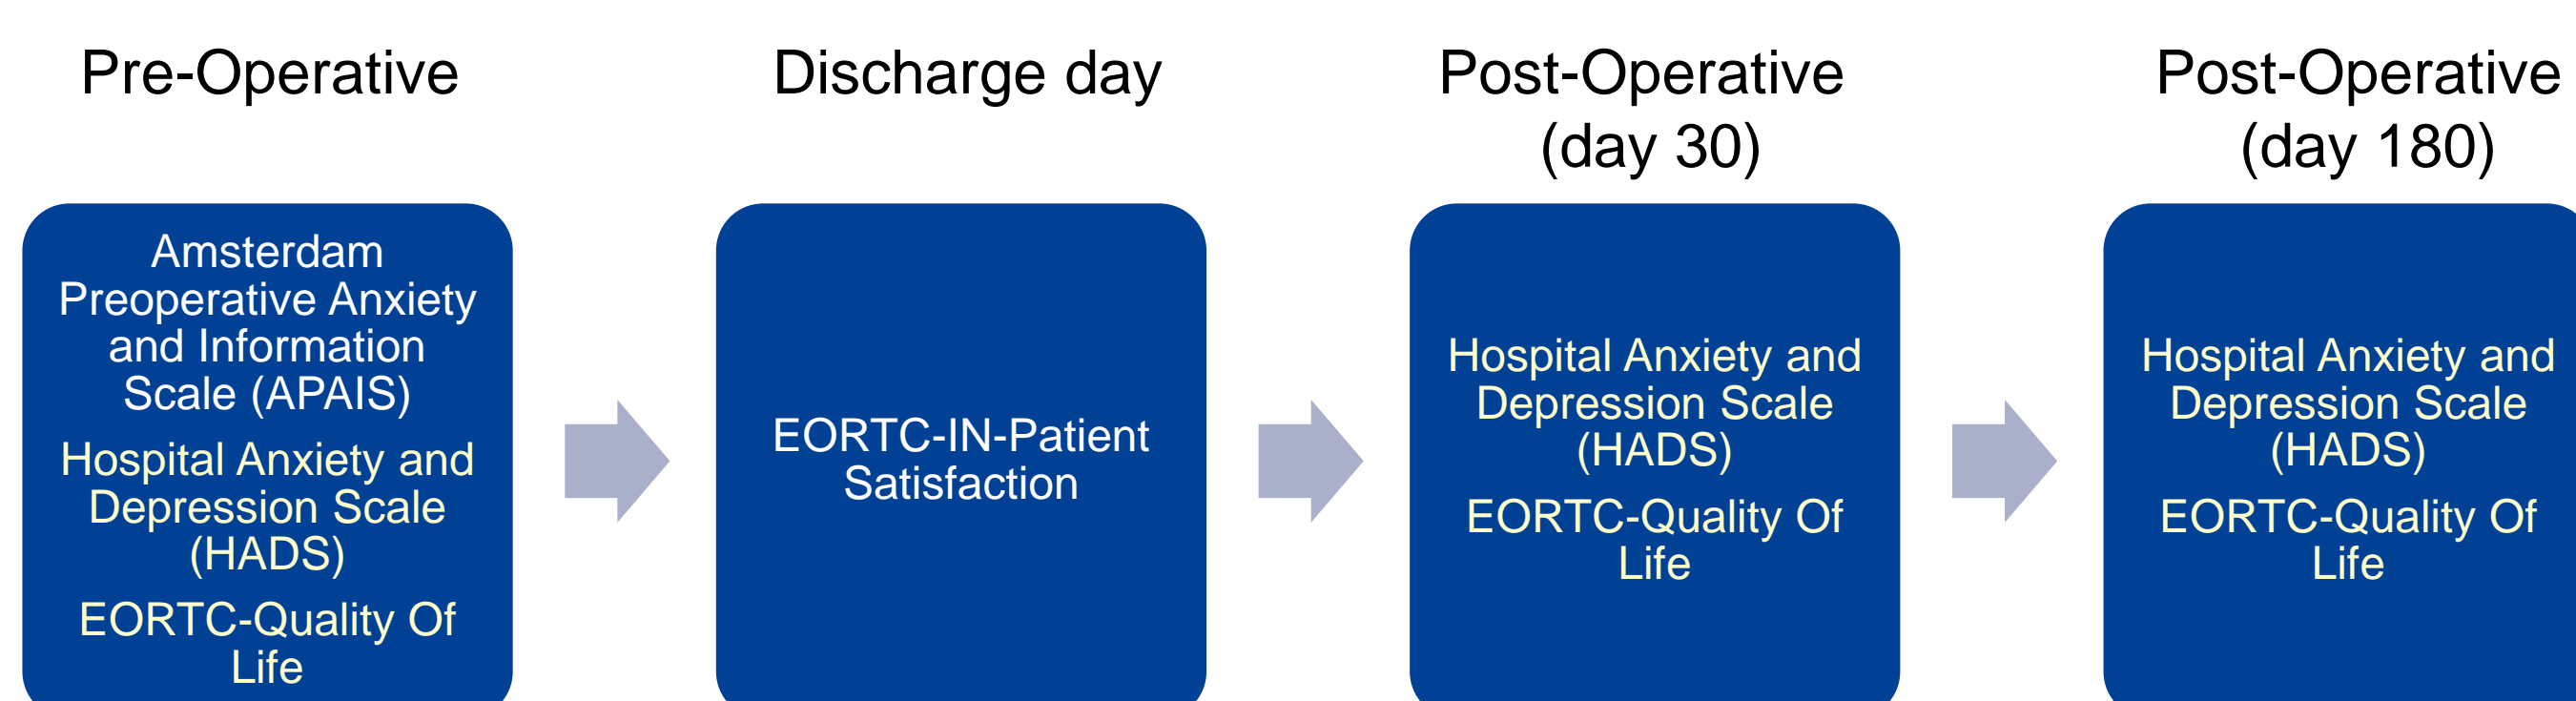 Pre-Operative
Amsterdam
Preoperative Anxiety
and Information
Scale (APAIS)
Hospital Anxiety and
Depression Scale
(HADS)
EORTC-Quality Of
Life
Discharge day
EORTC-IN-Patient
Satisfaction
Post-Operative
(day 30)
Hospital Anxiety and
Depression Scale
(HADS)
EORTC-Quality Of
Life
Post-Operative
(day 180)
Hospital Anxiety and
Depression Scale
(HADS)
EORTC-Quality Of
Life